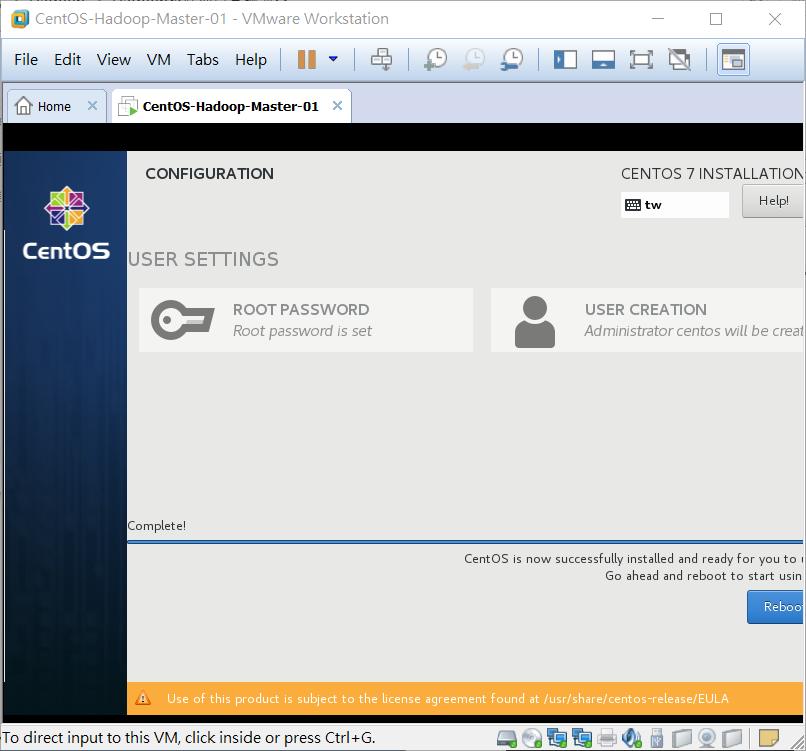 CentOS-Hadoop-Master-01 - VMware Workstation
File Edit View VM Tabs Help
Home CentOS-Hadoop-Master-01
CentOS
CONFIGURATION
CENTOS 7 INSTALLATION
tw
Help!
USER SETTINGS
ROOT PASSWORD
Root password is set
USER CREATION
Administrator centos will be creat
Complete!
CentOS is now successfully installed and ready for you to
Go ahead and reboot to start usin
Reboo
Use of this product is subject to the license agreement found at /usr/share/centos-release/EULA
To direct input to this VM, click inside or press Ctrl+G.